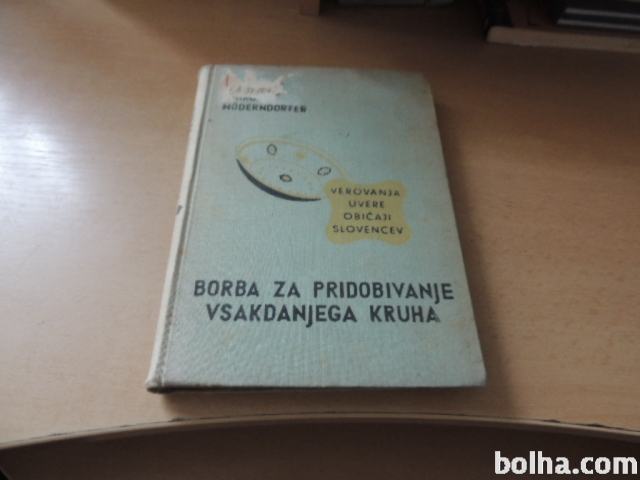 MÖDERNDORFER
VEROVANJA
UVERE
OBIČAJI
SLOVENCEV
BORBA ZA PRIDOBIVANJE
VSAKDANJEGA KRUHA
bolha.com